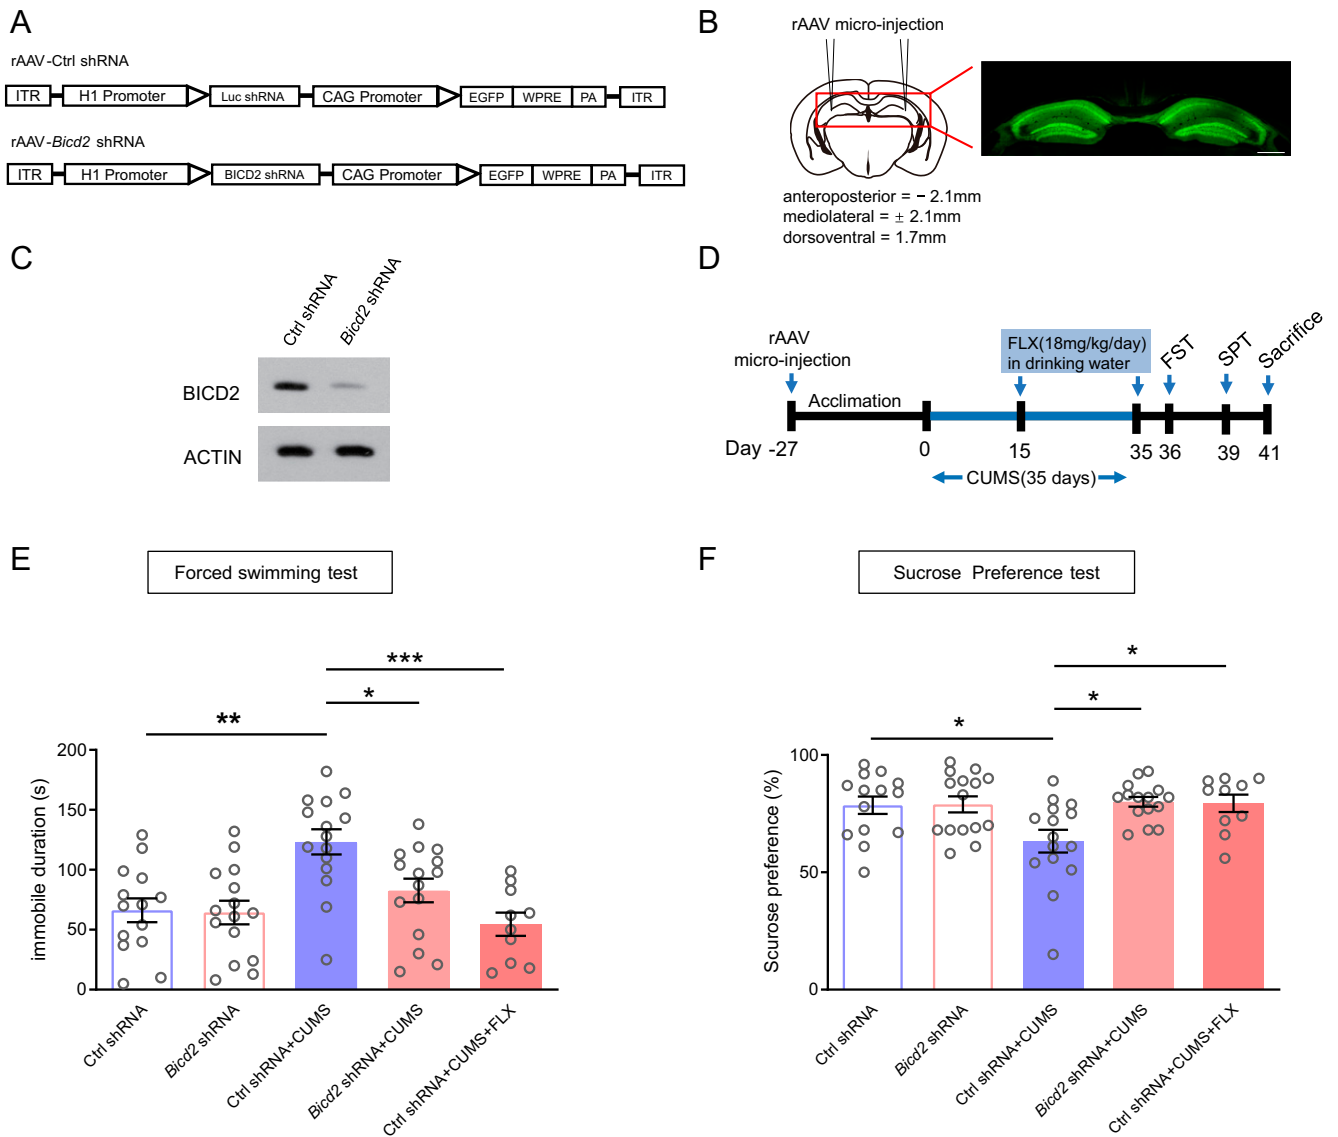 A
rAAV-Ctrl shRNA
ITR H1 Promoter Luc shRNA CAG Promoter EGFP WPRE PA ITR
rAAV-Bicd2 shRNA
ITR H1 Promoter BICD2 shRNA CAG Promoter EGFP WPRE PA ITR
B
rAAV micro-injection
anteroposterior = − 2.1mm
mediolateral = ± 2.1mm
dorsoventral = 1.7mm
C
Ctrl shRNA
Bicd2 shRNA
BICD2
ACTIN
D
rAAV
micro-injection
FLX(18mg/kg/day)
in drinking water
FST
SPT
Sacrifice
Acclimation
Day -27 0 15 35 36 39 41
CUMS(35 days)
E
Forced swimming test
***
*
**
immobile duration (s)
200
150
100
50
0
Ctrl shRNA
Bicd2 shRNA
Ctrl shRNA+CUMS
Bicd2 shRNA+CUMS
Ctrl shRNA+CUMS+FLX
F
Sucrose Preference test
*
*
*
Scurose preference (%)
100
50
0
Ctrl shRNA
Bicd2 shRNA
Ctrl shRNA+CUMS
Bicd2 shRNA+CUMS
Ctrl shRNA+CUMS+FLX